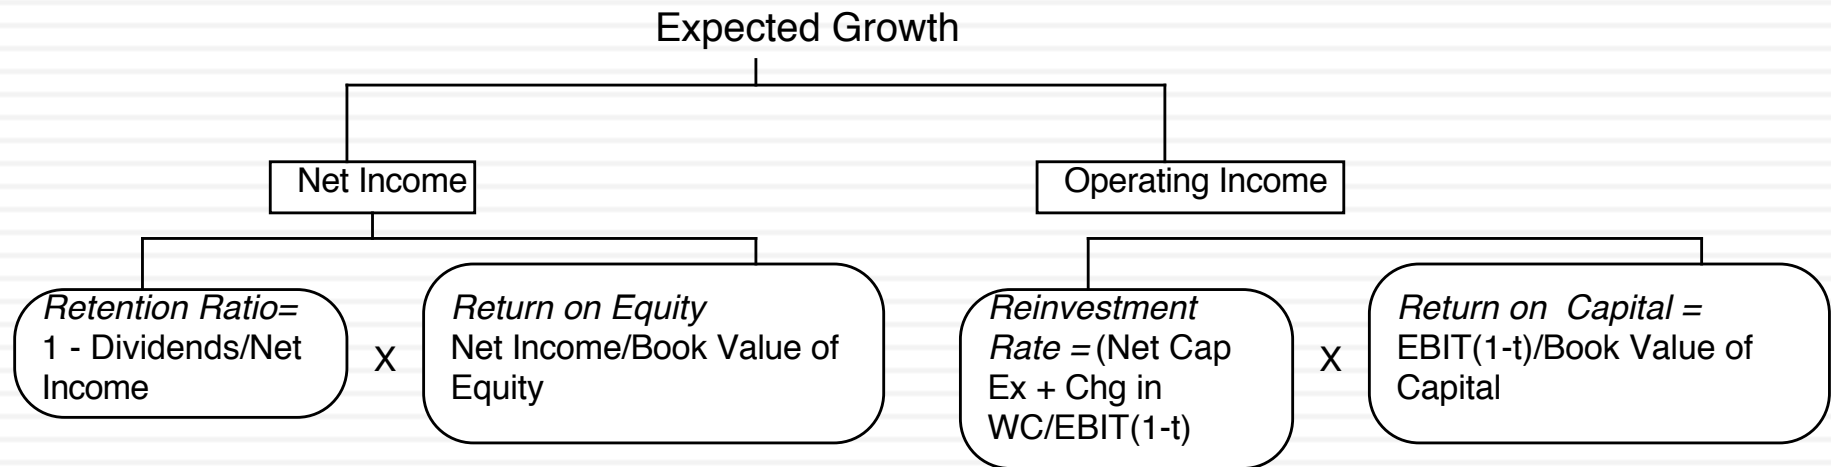 Expected Growth
Net Income
Operating Income
Retention Ratio=
1 - Dividends/Net
Income
X
Return on Equity
Net Income/Book Value of
Equity
Reinvestment
Rate = (Net Cap
Ex + Chg in
WC/EBIT(1-t)
X
Return on  Capital =
EBIT(1-t)/Book Value of
Capital